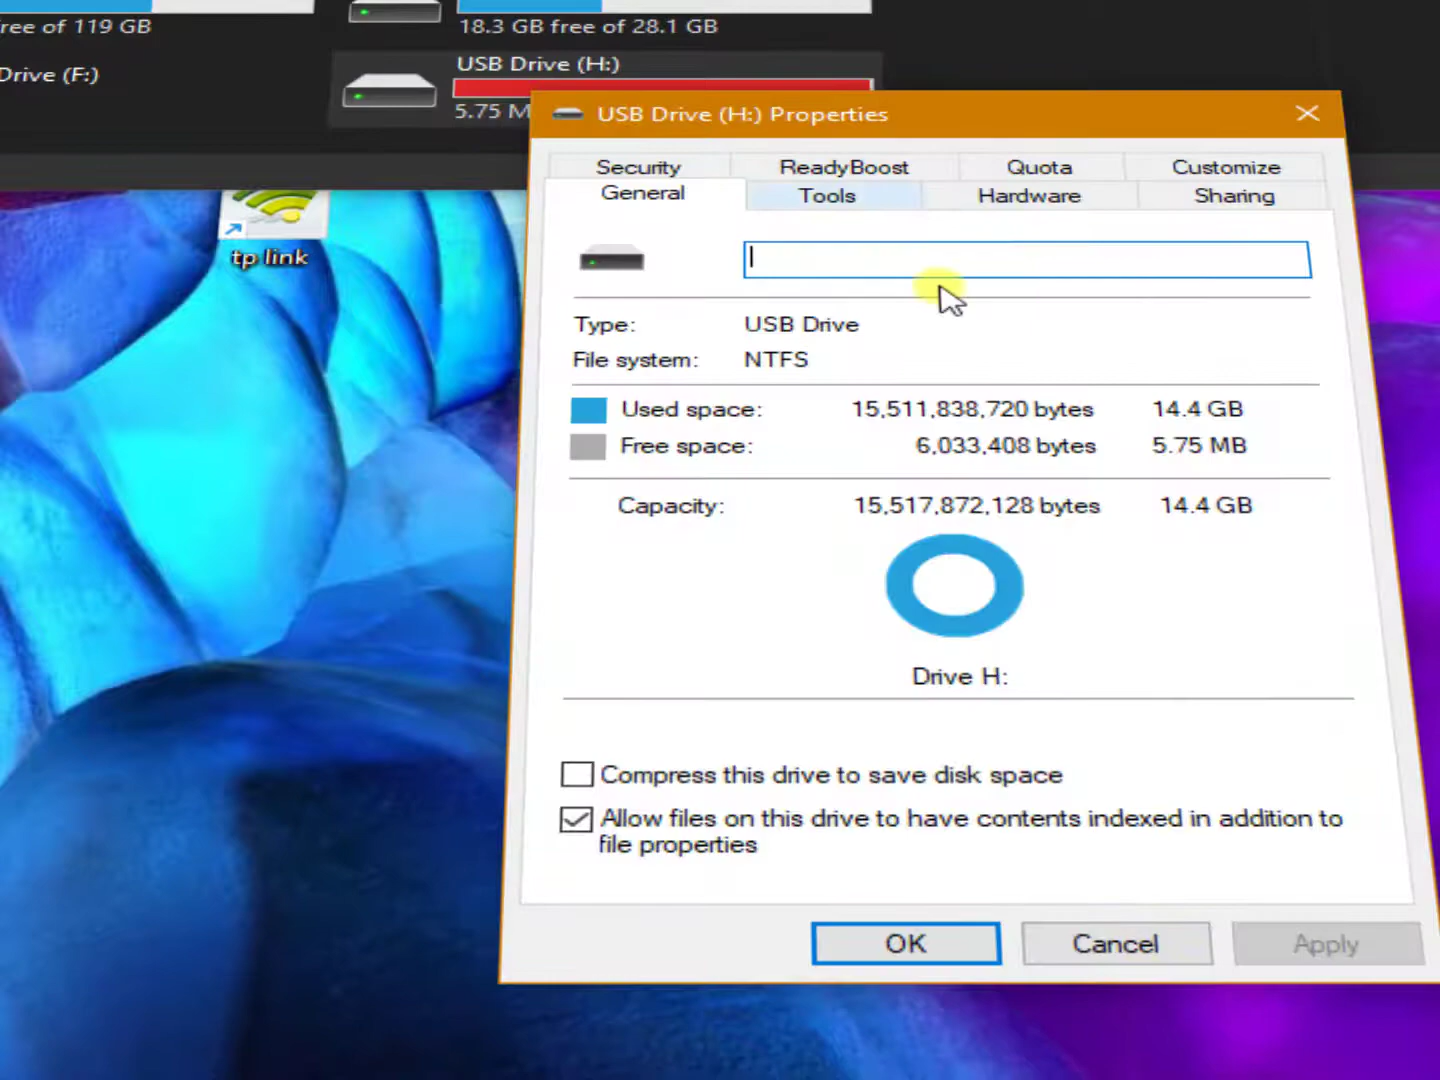 ree of 119 GB
18.3 GB free of 28.1 GB
Drive (F:)
USB Drive (H:)
5.75 M
USB Drive (H:) Properties
Security ReadyBoost Quota Customize
General Tools Hardware Sharing
tp link
Type: USB Drive
File system: NTFS
Used space: 15,511,838,720 bytes 14.4 GB
Free space: 6,033,408 bytes 5.75 MB
Capacity: 15,517,872,128 bytes 14.4 GB
Drive H:
Compress this drive to save disk space
Allow files on this drive to have contents indexed in addition to
file properties
OK Cancel Apply